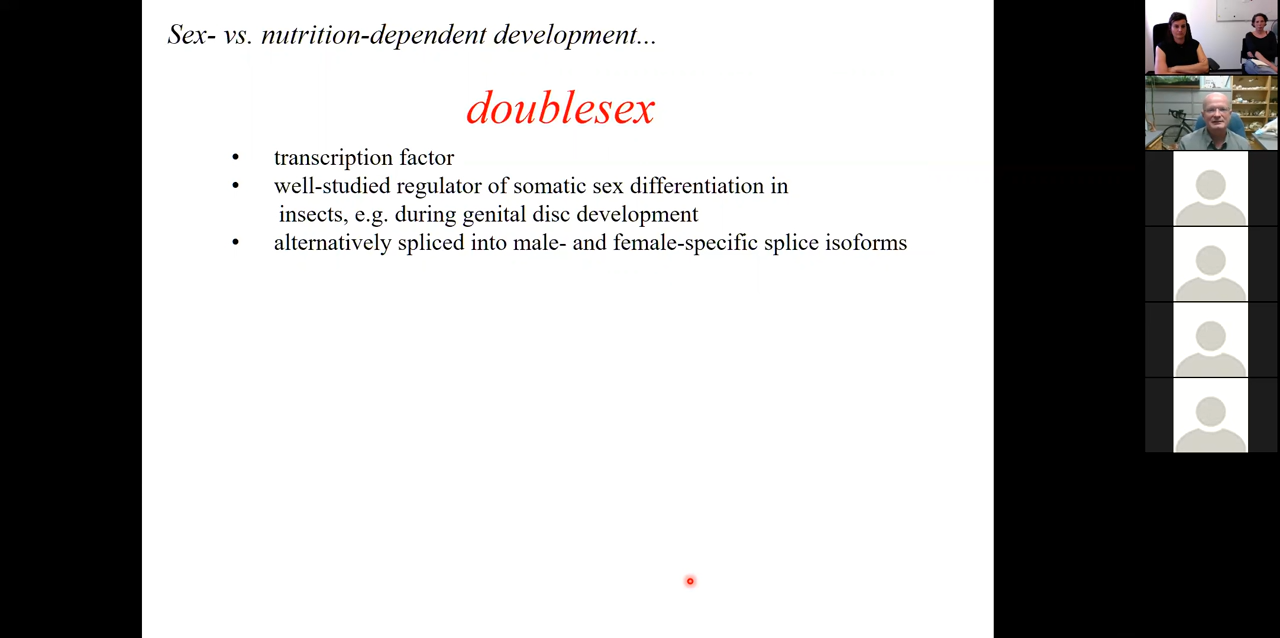 Sex- vs. nutrition-dependent development...
doublesex
• transcription factor
• well-studied regulator of somatic sex differentiation in
insects, e.g. during genital disc development
• alternatively spliced into male- and female-specific splice isoforms